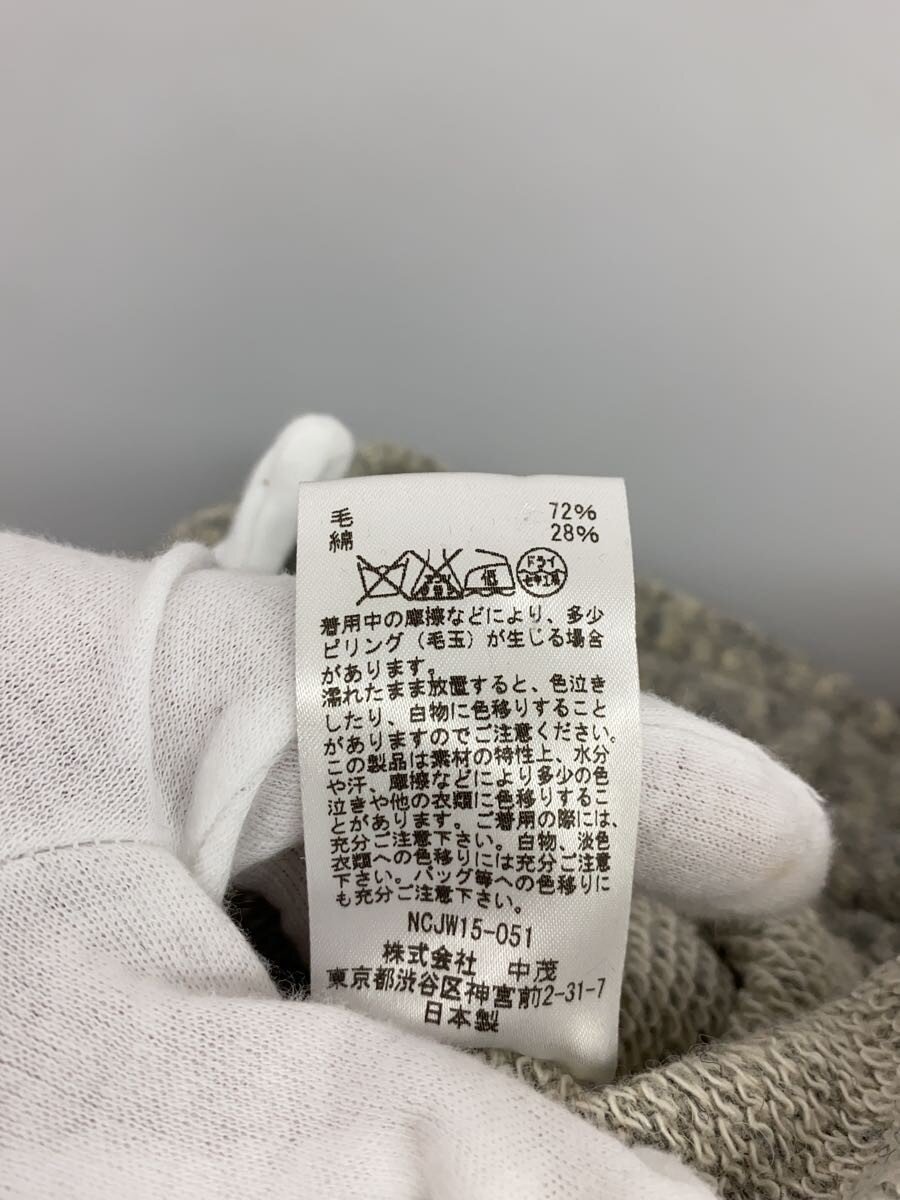 毛 72%
綿 28%
低 ドライ
セキユ系
着用中の摩擦などにより、多少
ピリング（毛玉）が生じる場合
があります。
濡れたまま放置すると、色泣き
したり、白物に色移りすること
がありますのでご注意ください。
この製品は素材の特性上、水分
や汗、摩擦などにより多少の色
泣きや他の衣類に色移りするこ
とがあります。ご着用の際には、
充分ご注意下さい。白物、淡色
衣類への色移りには充分ご注意
下さい。バッグ等への色移りに
も充分ご注意下さい。
NCJW15-051
株式会社 中茂
東京都渋谷区神宮前2-31-7
日本製